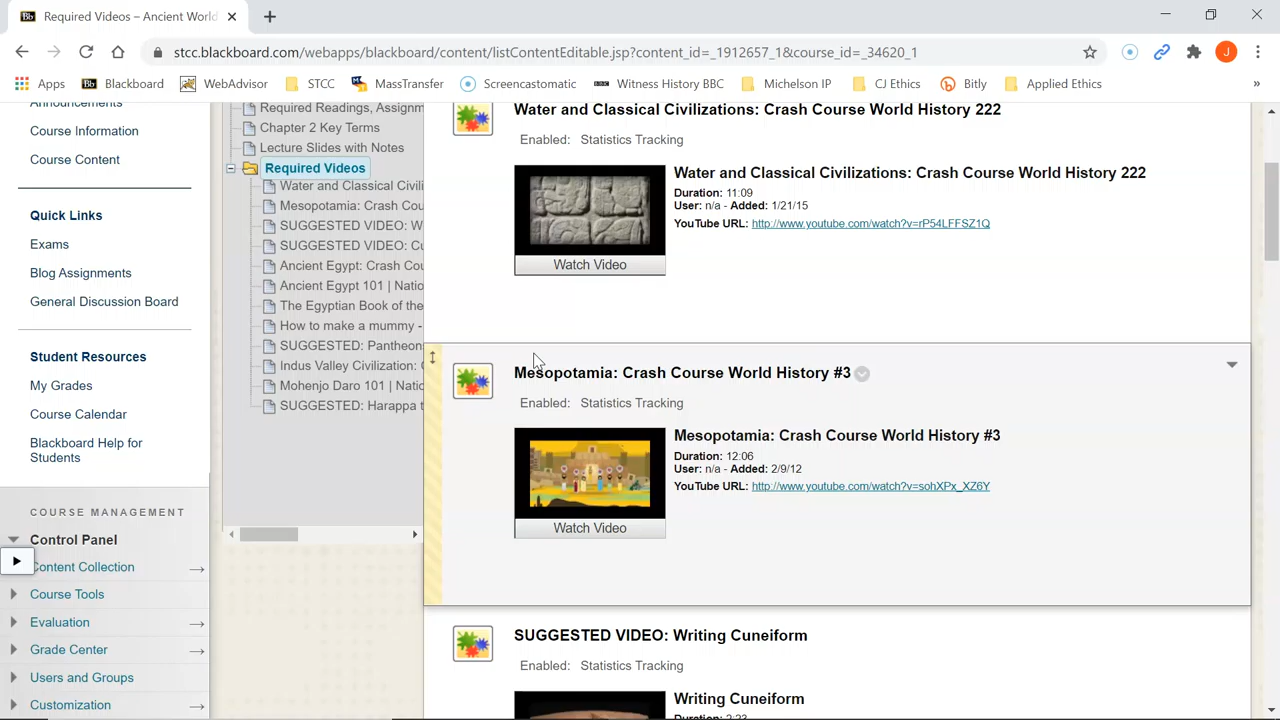 Required Videos – Ancient World
stcc.blackboard.com/webapps/blackboard/content/listContentEditable.jsp?content_id=_1912657_1&course_id=_34620_1
J
Apps
Bb Blackboard
WebAdvisor
STCC
MassTransfer
Screencastomatic
BBC Witness History BBC
Michelson IP
CJ Ethics
Bitly
Applied Ethics
»
Announcements
Course Information
Course Content
Quick Links
Exams
Blog Assignments
General Discussion Board
Student Resources
My Grades
Course Calendar
Blackboard Help for
Students
COURSE MANAGEMENT
Control Panel
Content Collection
Course Tools
Evaluation
Grade Center
Users and Groups
Customization
Required Readings, Assignm
Chapter 2 Key Terms
Lecture Slides with Notes
Required Videos
Water and Classical Civili
Mesopotamia: Crash Cou
SUGGESTED VIDEO: W
SUGGESTED VIDEO: Cu
Ancient Egypt: Crash Cou
Ancient Egypt 101 | Natio
The Egyptian Book of the
How to make a mummy -
SUGGESTED: Pantheons
Indus Valley Civilization:
Mohenjo Daro 101 | Nati
SUGGESTED: Harappa t
Water and Classical Civilizations: Crash Course World History 222
Enabled: Statistics Tracking
Watch Video
Water and Classical Civilizations: Crash Course World History 222
Duration: 11:09
User: n/a - Added: 1/21/15
YouTube URL: http://www.youtube.com/watch?v=rP54LFFSZ1Q
Mesopotamia: Crash Course World History #3
Enabled: Statistics Tracking
Watch Video
Mesopotamia: Crash Course World History #3
Duration: 12:06
User: n/a - Added: 2/9/12
YouTube URL: http://www.youtube.com/watch?v=sohXPx_XZ6Y
SUGGESTED VIDEO: Writing Cuneiform
Enabled: Statistics Tracking
Writing Cuneiform
Duration: 2:23